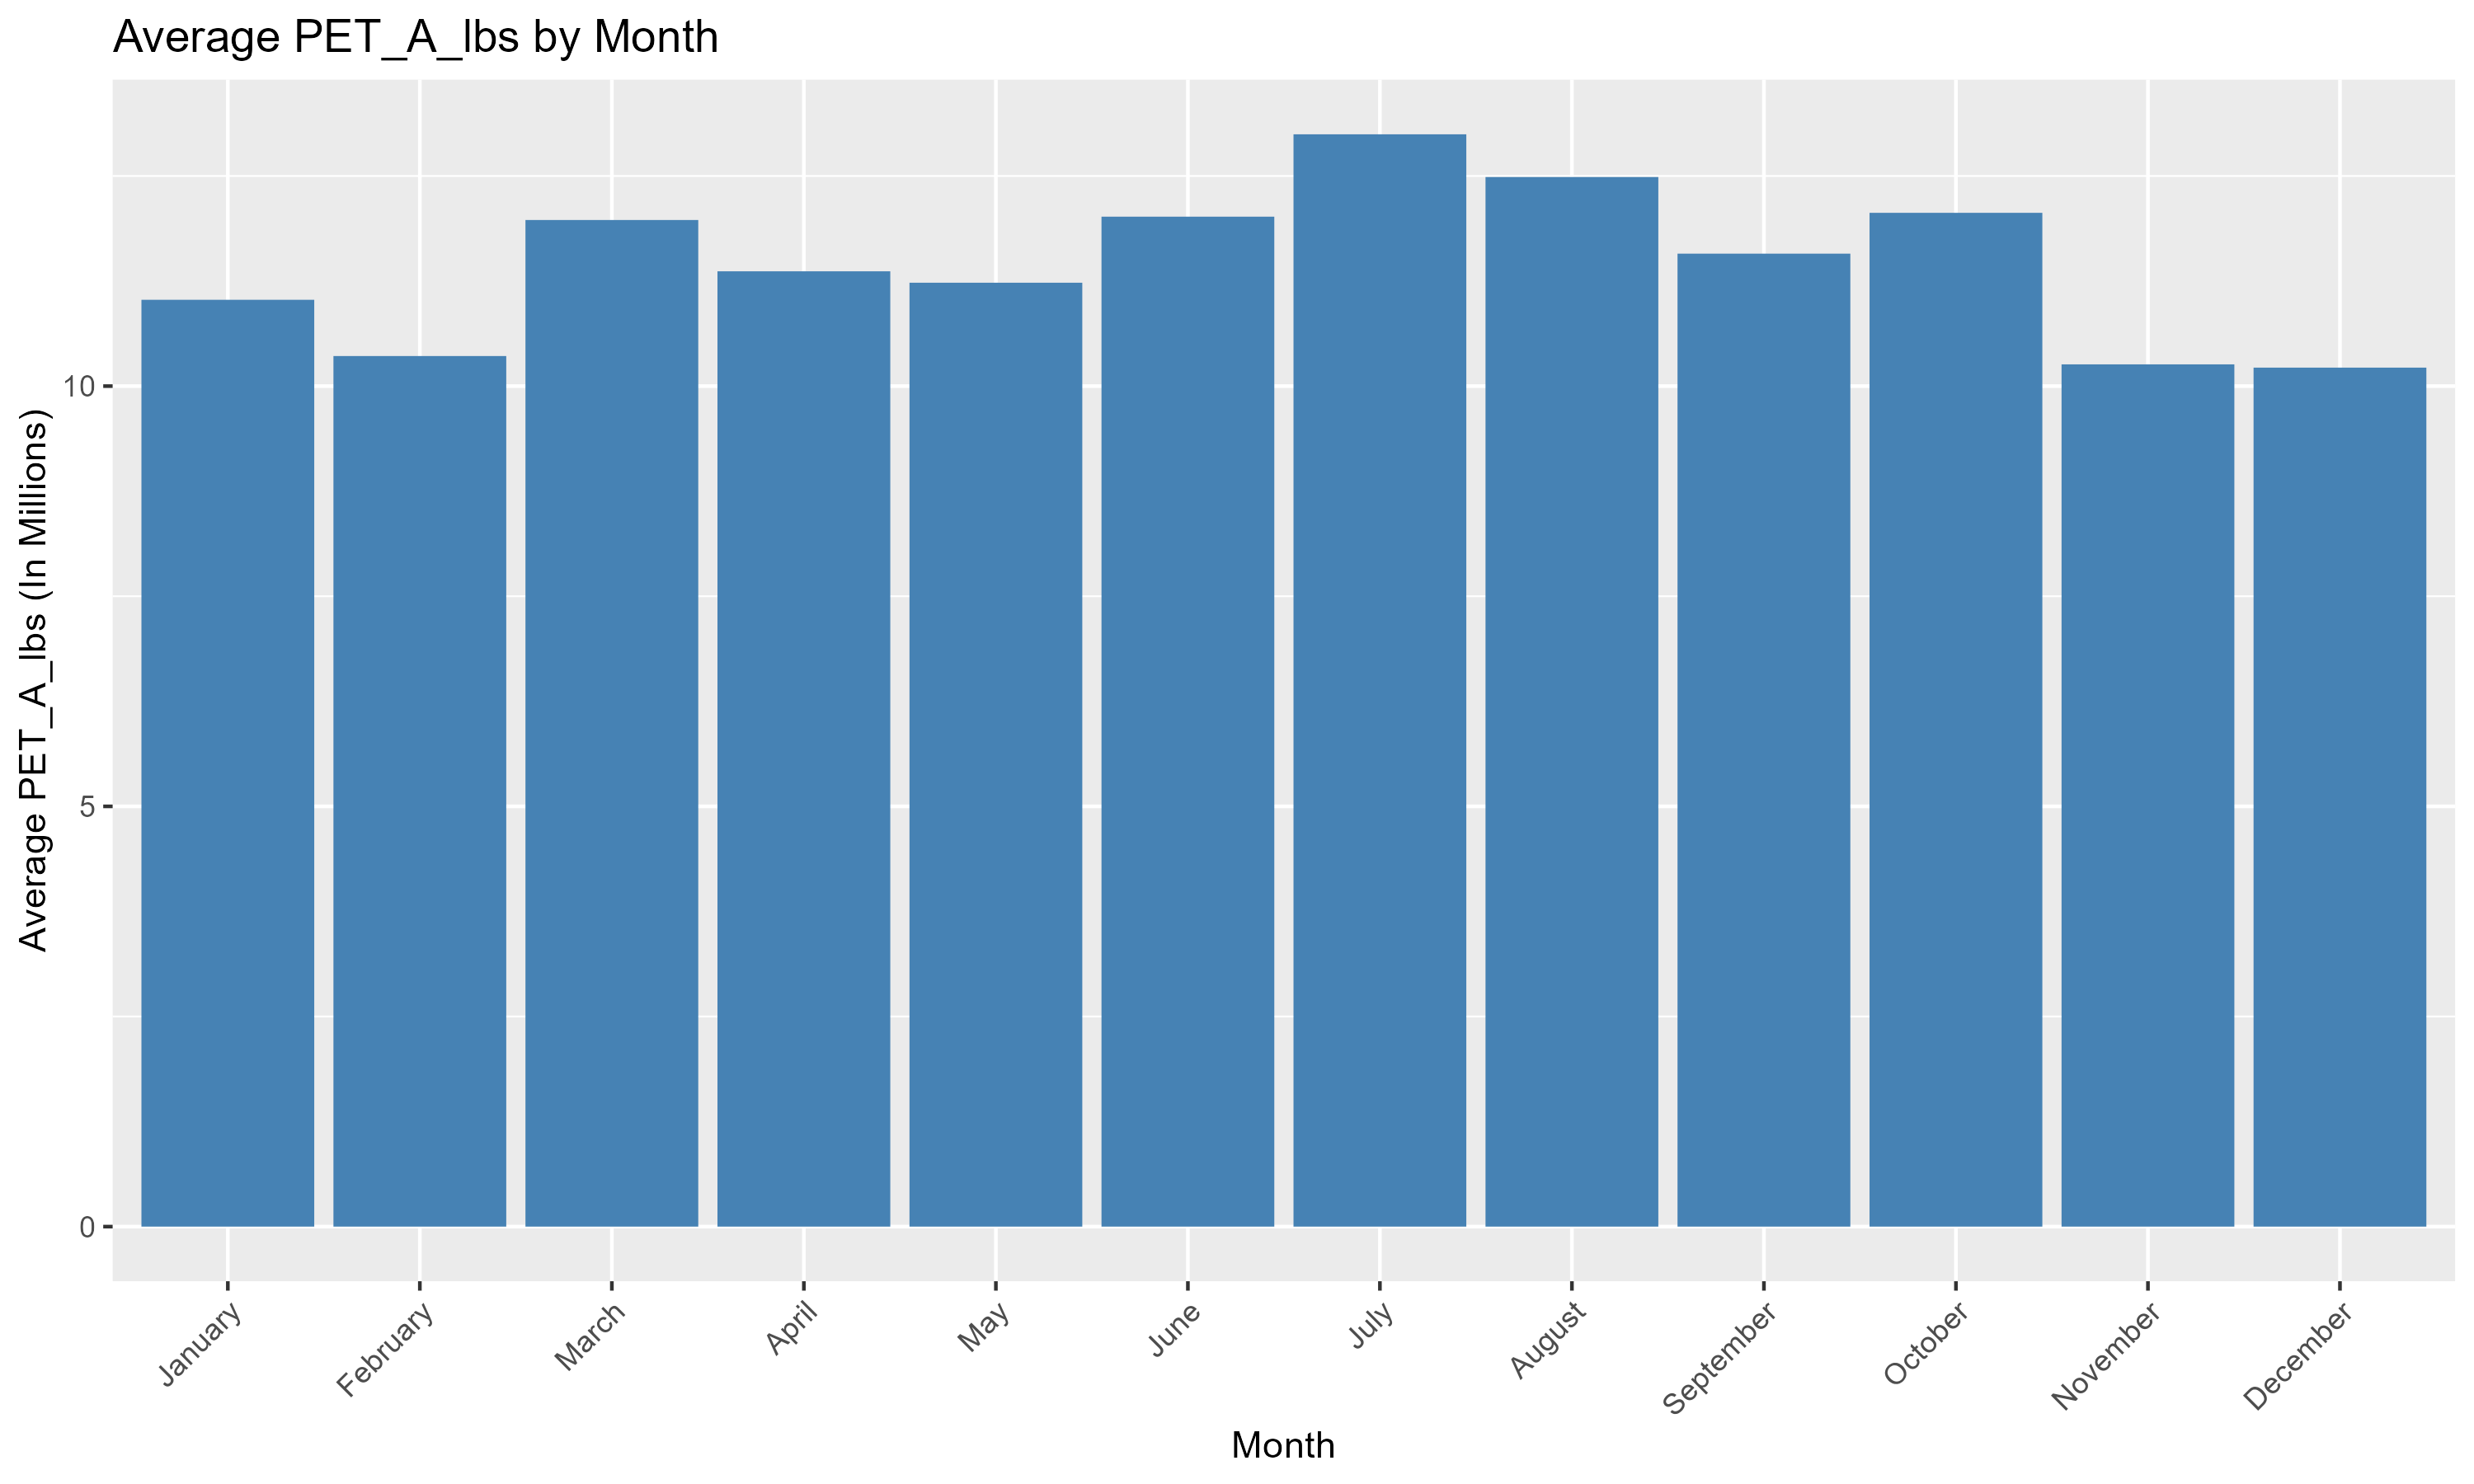 Average PET_A_lbs by Month
Average PET_A_lbs (In Millions)
10
5
0
January
February
March
April
May
June
July
August
September
October
November
December
Month